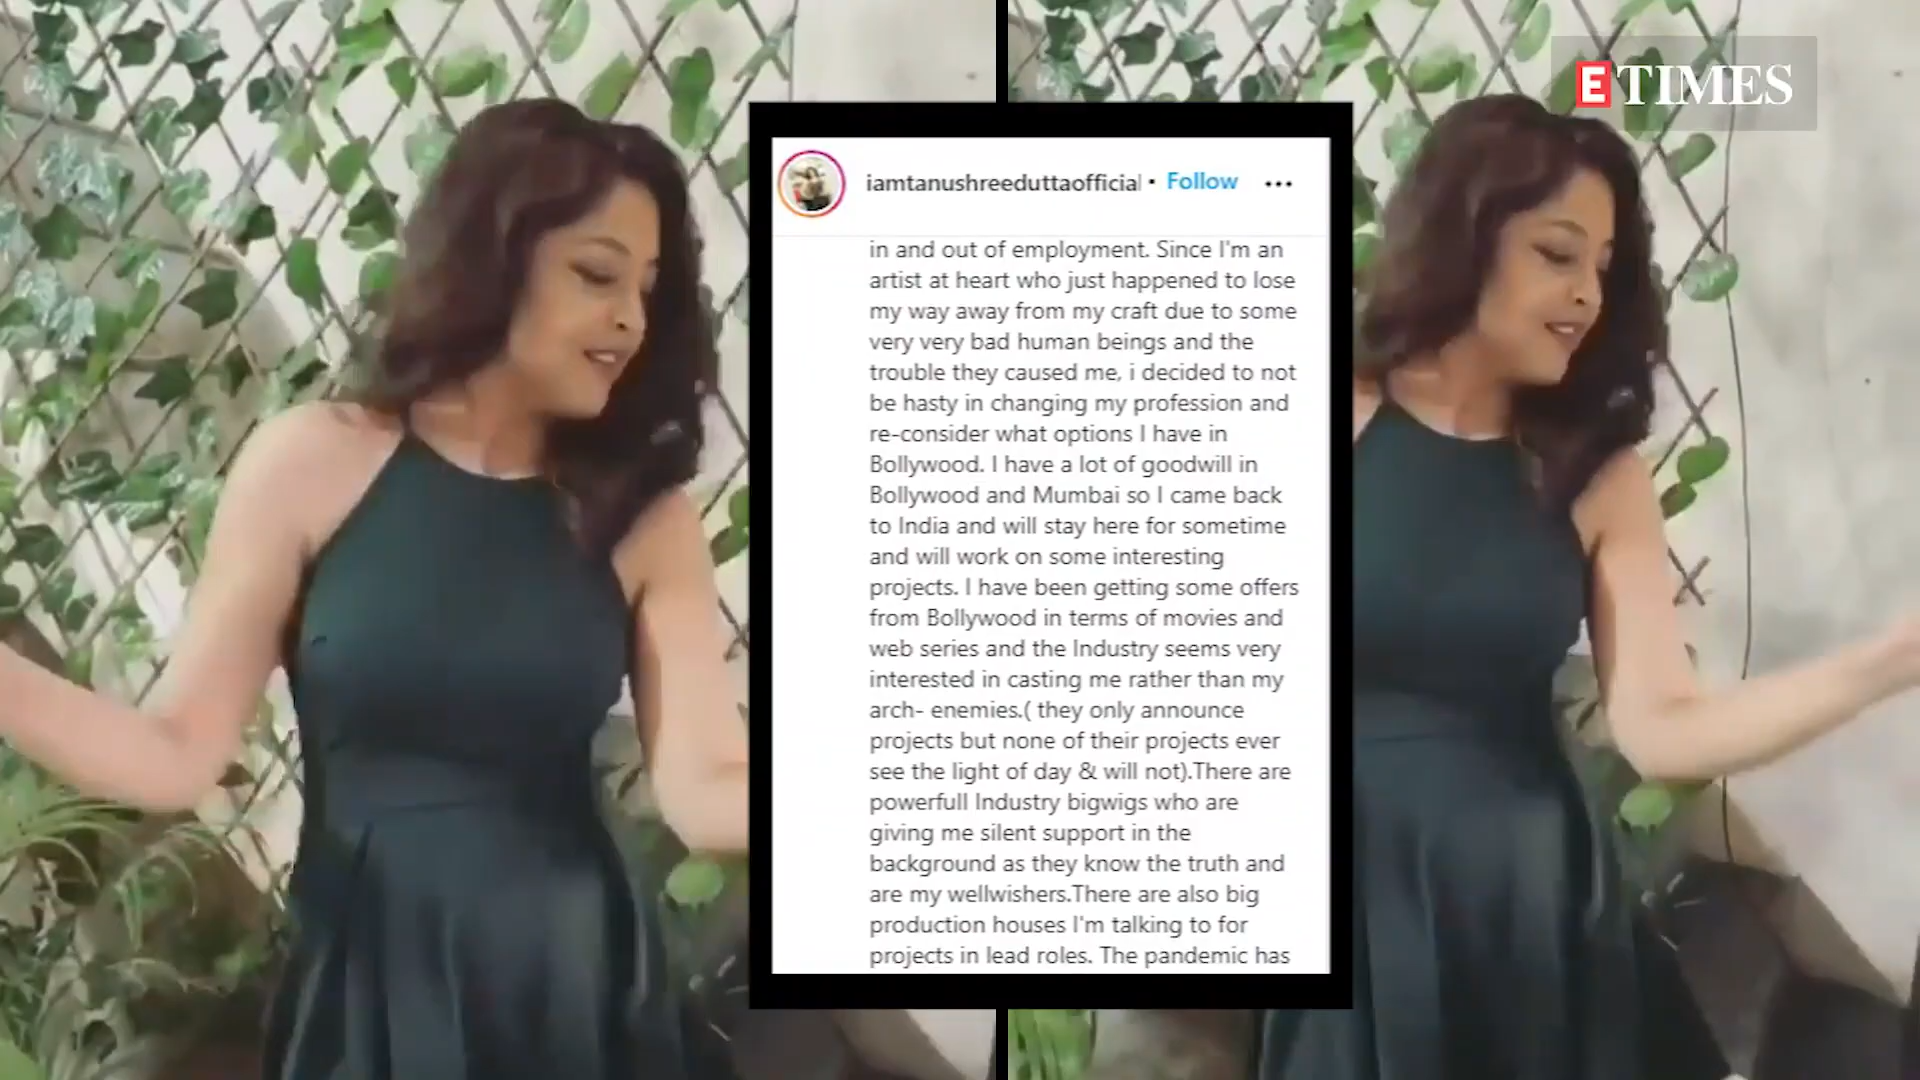 ETIMES
iamtanushreeduttaofficial • Follow •••
in and out of employment. Since I'm an
artist at heart who just happened to lose
my way away from my craft due to some
very very bad human beings and the
trouble they caused me, i decided to not
be hasty in changing my profession and
re-consider what options I have in
Bollywood. I have a lot of goodwill in
Bollywood and Mumbai so I came back
to India and will stay here for sometime
and will work on some interesting
projects. I have been getting some offers
from Bollywood in terms of movies and
web series and the Industry seems very
interested in casting me rather than my
arch- enemies.( they only announce
projects but none of their projects ever
see the light of day & will not).There are
powerfull Industry bigwigs who are
giving me silent support in the
background as they know the truth and
are my wellwishers.There are also big
production houses I'm talking to for
projects in lead roles. The pandemic has